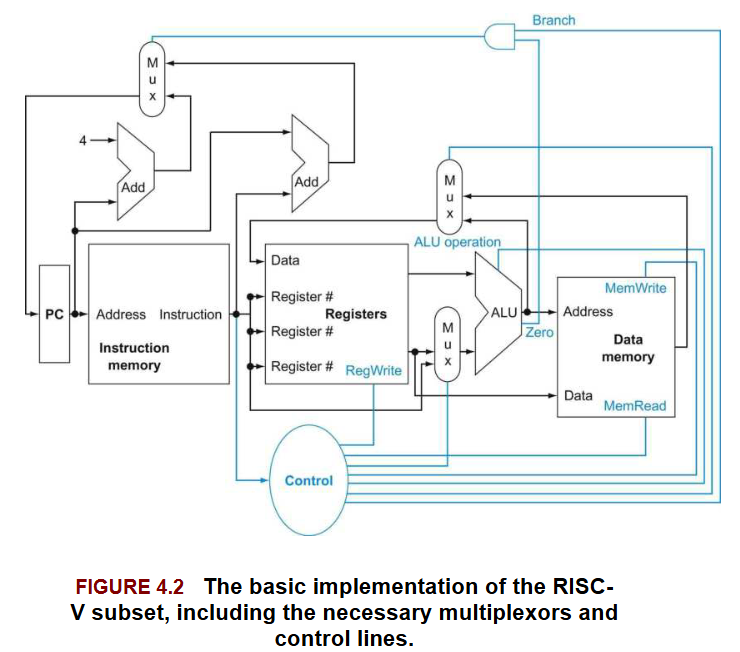 Branch
M
u
x
4
Add
Add
M
u
x
ALU operation
Data
Register #
Registers
Register #
Register #
RegWrite
PC
Address
Instruction
Instruction
memory
M
u
x
ALU
Zero
MemWrite
Address
Data
memory
Data
MemRead
Control
FIGURE 4.2 The basic implementation of the RISC-
V subset, including the necessary multiplexors and
control lines.